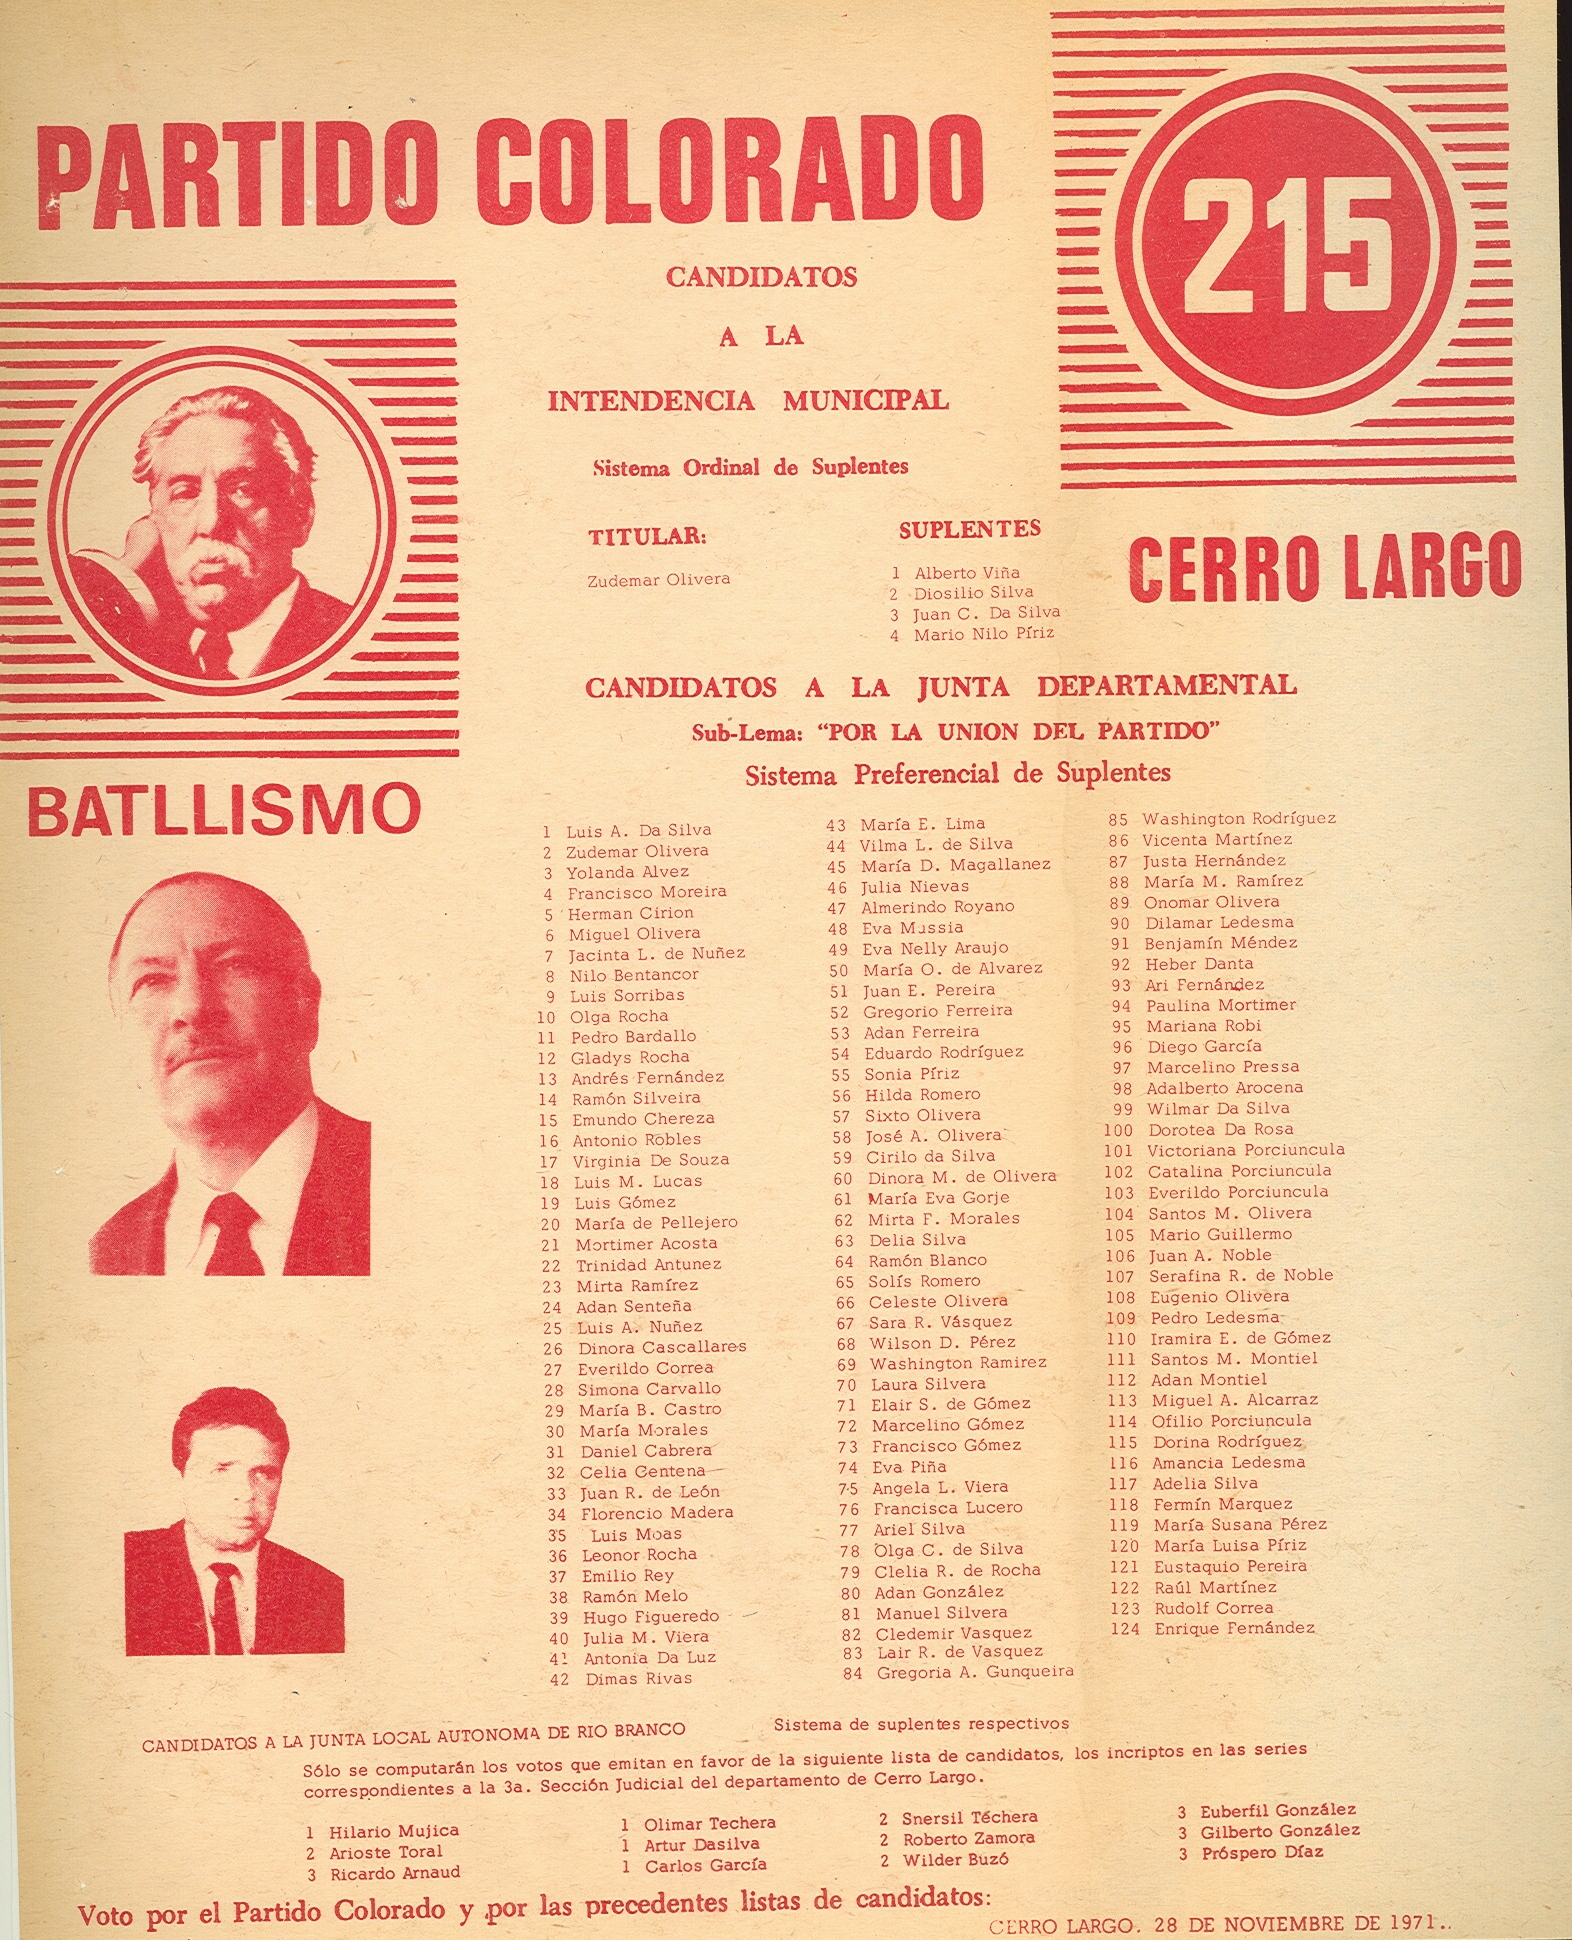 PARTIDO COLORADO
215
CANDIDATOS
A LA
INTENDENCIA MUNICIPAL
Sistema Ordinal de Suplentes
TITULAR:
Zudemar Olivera
SUPLENTES
1 Alberto Viña
2 Diosilio Silva
3 Juan C. Da Silva
4 Mario Nilo Píriz
CERRO LARGO
CANDIDATOS A LA JUNTA DEPARTAMENTAL
Sub-Lema: "POR LA UNION DEL PARTIDO"
Sistema Preferencial de Suplentes
BATLLISMO
1 Luis A. Da Silva
2 Zudemar Olivera
3 Yolanda Alvez
4 Francisco Moreira
5 Herman Cirion
6 Miguel Olivera
7 Jacinta L. de Nuñez
8 Nilo Bentancor
9 Luis Sorribas
10 Olga Rocha
11 Pedro Bardallo
12 Gladys Rocha
13 Andrés Fernández
14 Ramón Silveira
15 Emundo Chereza
16 Antonio Robles
17 Virginia De Souza
18 Luis M. Lucas
19 Luis Gómez
20 María de Pellejero
21 Mortimer Acosta
22 Trinidad Antunez
23 Mirta Ramírez
24 Adan Senteña
25 Luis A. Nuñez
26 Dinora Cascallares
27 Everildo Correa
28 Simona Carvallo
29 María B. Castro
30 María Morales
31 Daniel Cabrera
32 Celia Centena
33 Juan R. de León
34 Florencio Madera
35 Luis Moas
36 Leonor Rocha
37 Emilio Rey
38 Ramón Melo
39 Hugo Figueredo
40 Julia M. Viera
41 Antonia Da Luz
42 Dimas Rivas
43 María E. Lima
44 Vilma L. de Silva
45 María D. Magallanez
46 Julia Nievas
47 Almerindo Royano
48 Eva Massia
49 Eva Nelly Araujo
50 María O. de Alvarez
51 Juan E. Pereira
52 Gregorio Ferreira
53 Adan Ferreira
54 Eduardo Rodríguez
55 Sonia Píriz
56 Hilda Romero
57 Sixto Olivera
58 José A. Olivera
59 Cirilo da Silva
60 Dinora M. de Olivera
61 María Eva Gorje
62 Mirta F. Morales
63 Delia Silva
64 Ramón Blanco
65 Solís Romero
66 Celeste Olivera
67 Sara R. Vásquez
68 Wilson D. Pérez
69 Washington Ramirez
70 Laura Silvera
71 Elair S. de Gómez
72 Marcelino Gómez
73 Francisco Gómez
74 Eva Piña
75 Angela L. Viera
76 Francisca Lucero
77 Ariel Silva
78 Olga C. de Silva
79 Clelia R. de Rocha
80 Adan González
81 Manuel Silvera
82 Cledemir Vasquez
83 Lair R. de Vasquez
84 Gregoria A. Gunqueira
85 Washington Rodríguez
86 Vicenta Martínez
87 Justa Hernández
88 María M. Ramírez
89 Onomar Olivera
90 Dilamar Ledesma
91 Benjamín Méndez
92 Heber Danta
93 Ari Fernández
94 Paulina Mortimer
95 Mariana Robi
96 Diego García
97 Marcelino Pressa
98 Adalberto Arocena
99 Wilmar Da Silva
100 Dorotea Da Rosa
101 Victoriana Porciuncula
102 Catalina Porciuncula
103 Everildo Porciuncula
104 Santos M. Olivera
105 Mario Guillermo
106 Juan A. Noble
107 Serafina R. de Noble
108 Eugenio Olivera
109 Pedro Ledesma
110 Iramira E. de Gómez
111 Santos M. Montiel
112 Adan Montiel
113 Miguel A. Alcarraz
114 Ofilio Porciuncula
115 Dorina Rodríguez
116 Amancia Ledesma
117 Adelia Silva
118 Fermín Marquez
119 María Susana Pérez
120 María Luisa Píriz
121 Eustaquio Pereira
122 Raúl Martínez
123 Rudolf Correa
124 Enrique Fernández
CANDIDATOS A LA JUNTA LOCAL AUTONOMA DE RIO BRANCO Sistema de suplentes respectivos
Sólo se computarán los votos que emitan en favor de la siguiente lista de candidatos, los incriptos en las series
correspondientes a la 3a. Sección Judicial del departamento de Cerro Largo.
1 Hilario Mujica
2 Arioste Toral
3 Ricardo Arnaud
1 Olimar Techera
1 Artur Dasilva
1 Carlos García
2 Snersil Téchera
2 Roberto Zamora
2 Wilder Buzó
3 Euberfil González
3 Gilberto González
3 Próspero Díaz
Voto por el Partido Colorado y por las precedentes listas de candidatos:
CERRO LARGO. 28 DE NOVIEMBRE DE 1971..